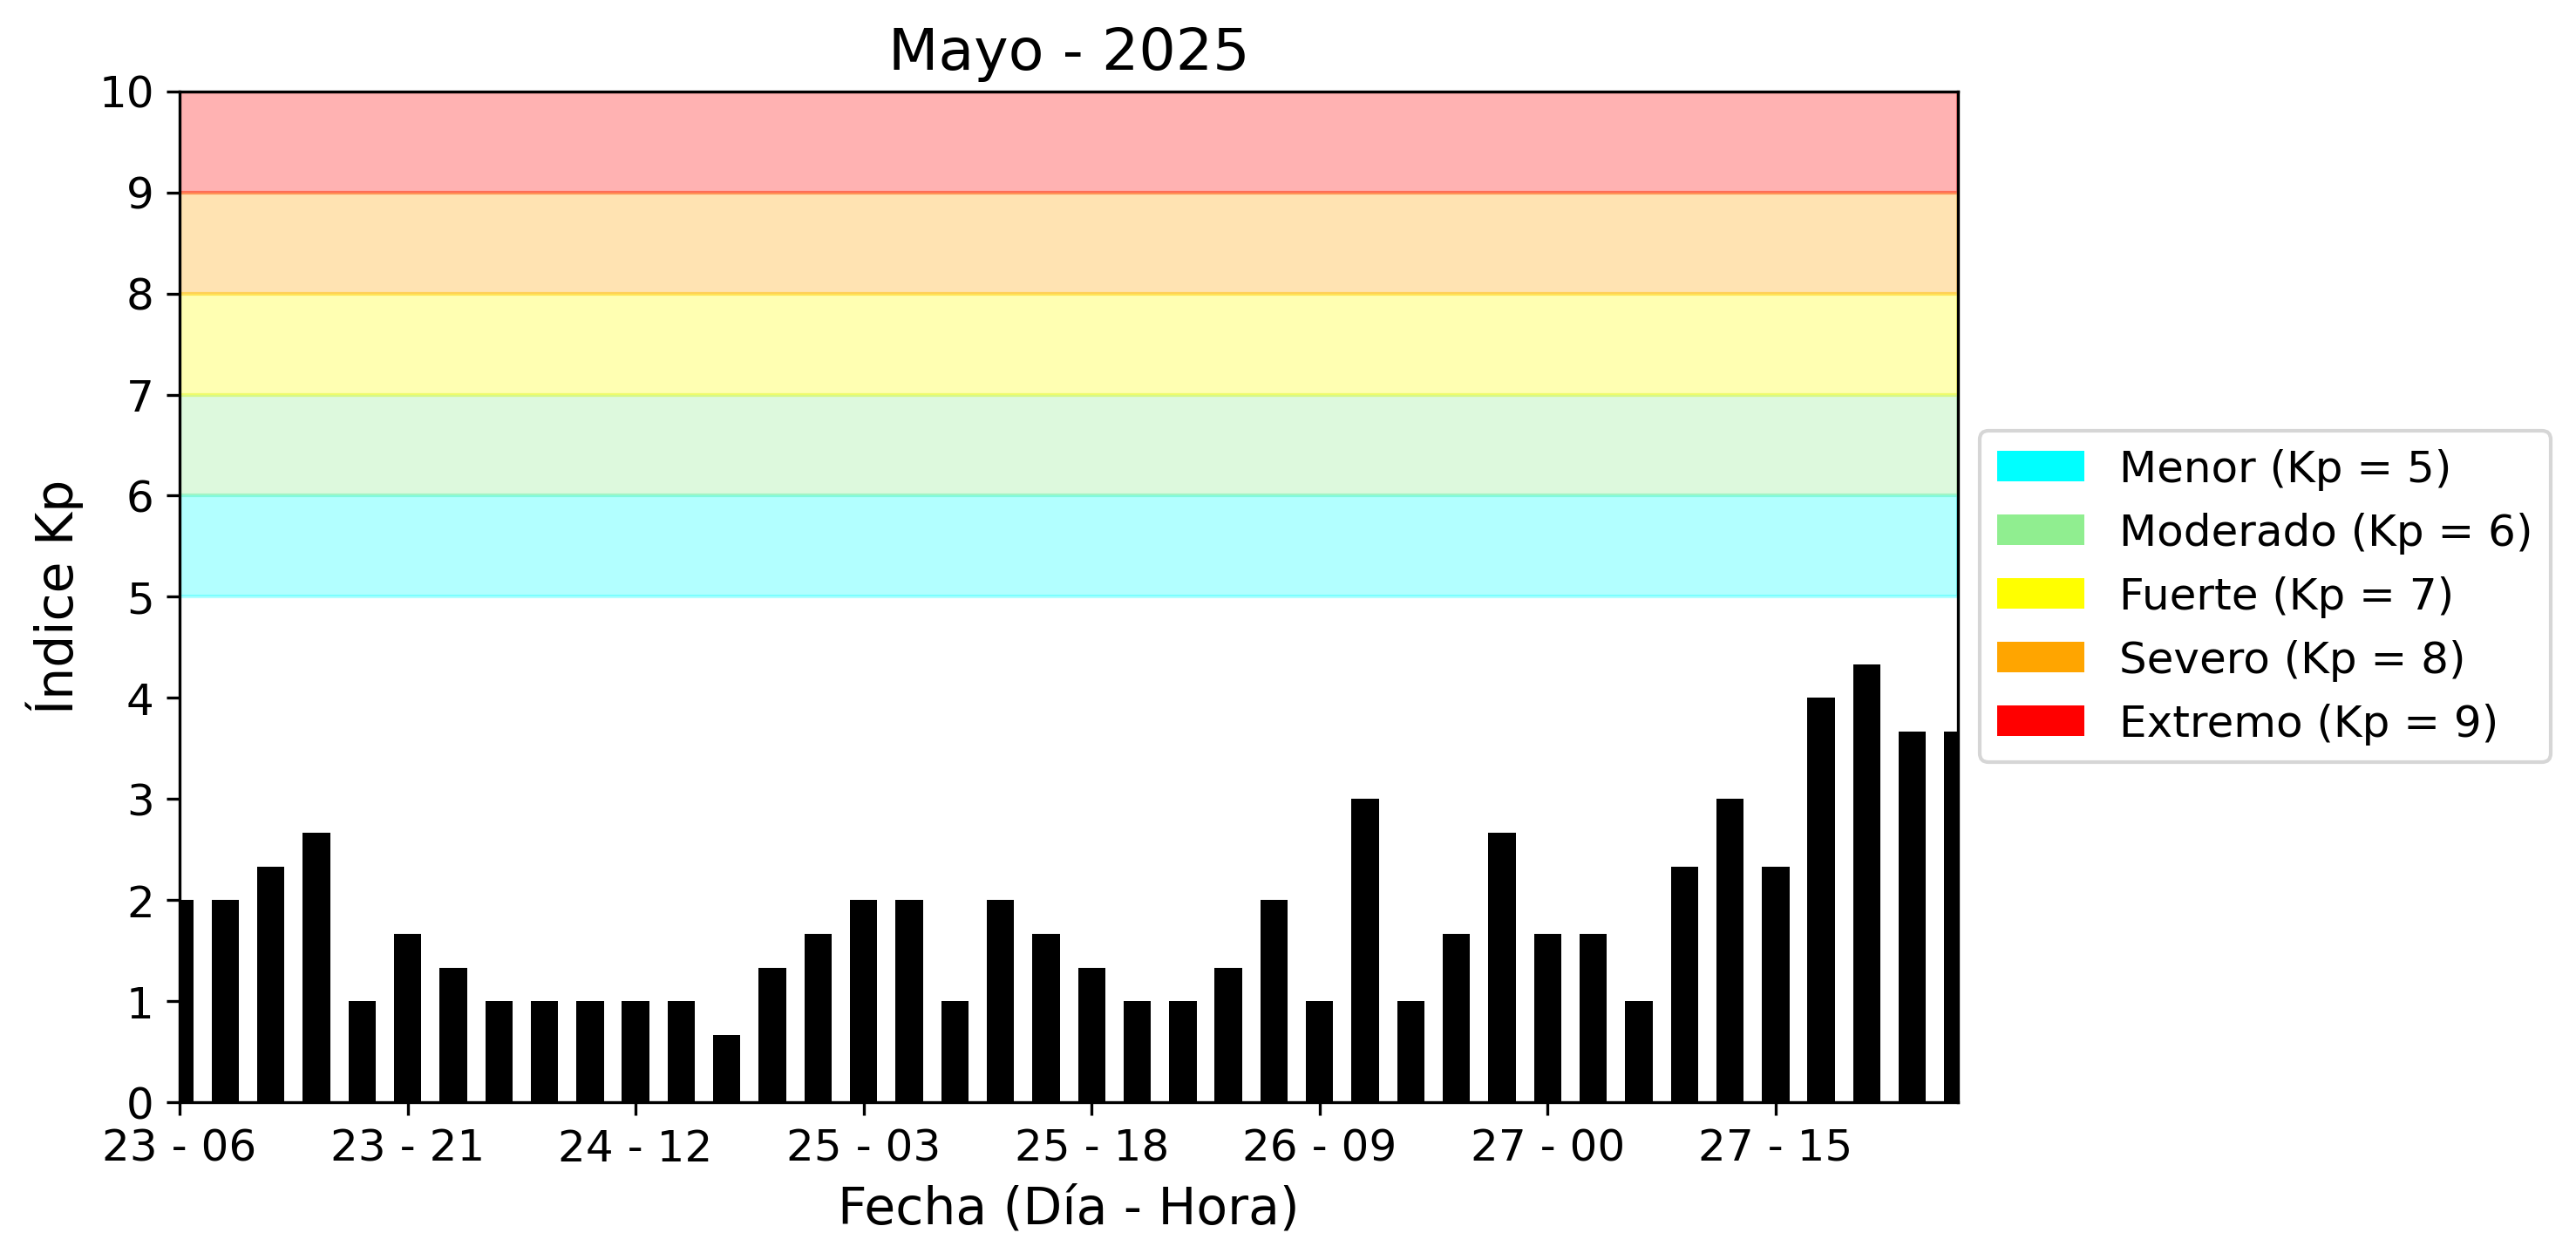 Mayo - 2025
10
9
8
7
6
5
4
3
2
1
0
Índice Kp
23 - 06
23 - 21
24 - 12
25 - 03
25 - 18
26 - 09
27 - 00
27 - 15
Fecha (Día - Hora)
Menor (Kp = 5)
Moderado (Kp = 6)
Fuerte (Kp = 7)
Severo (Kp = 8)
Extremo (Kp = 9)